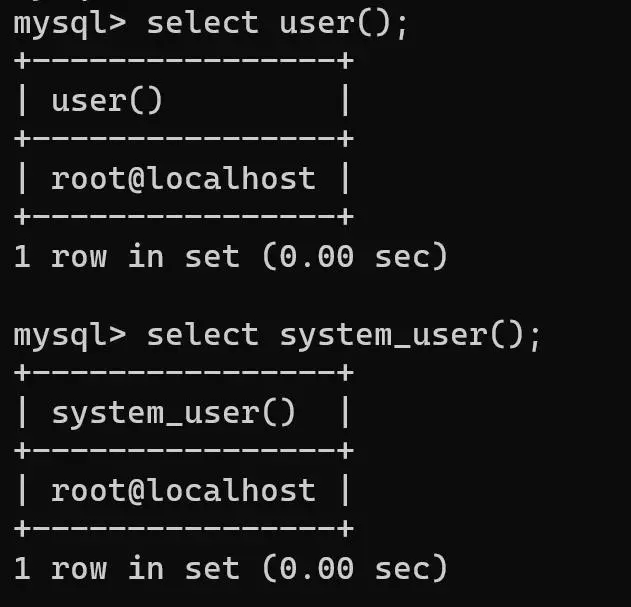 mysql> select user();
+----------------+
| user()         |
+----------------+
| root@localhost |
+----------------+
1 row in set (0.00 sec)

mysql> select system_user();
+----------------+
| system_user()  |
+----------------+
| root@localhost |
+----------------+
1 row in set (0.00 sec)